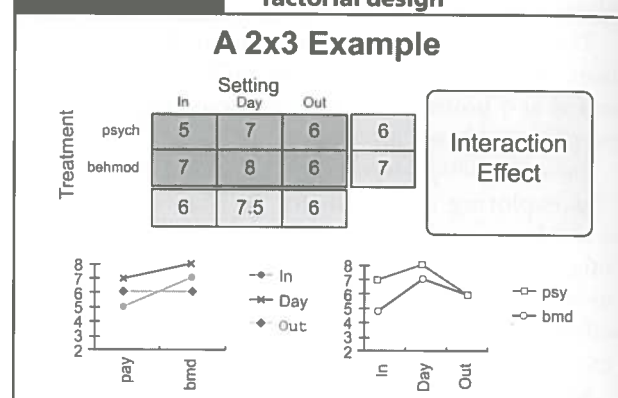 factorial design
A 2x3 Example
Setting
In Day Out
Treatment
psych 5 7 6 6
behmod 7 8 6 7
6 7.5 6
Interaction
Effect
8
7
6
5
4
3
2
pay bmd
In
Day
Out
8
7
6
5
4
3
2
In Day Out
psy
bmd